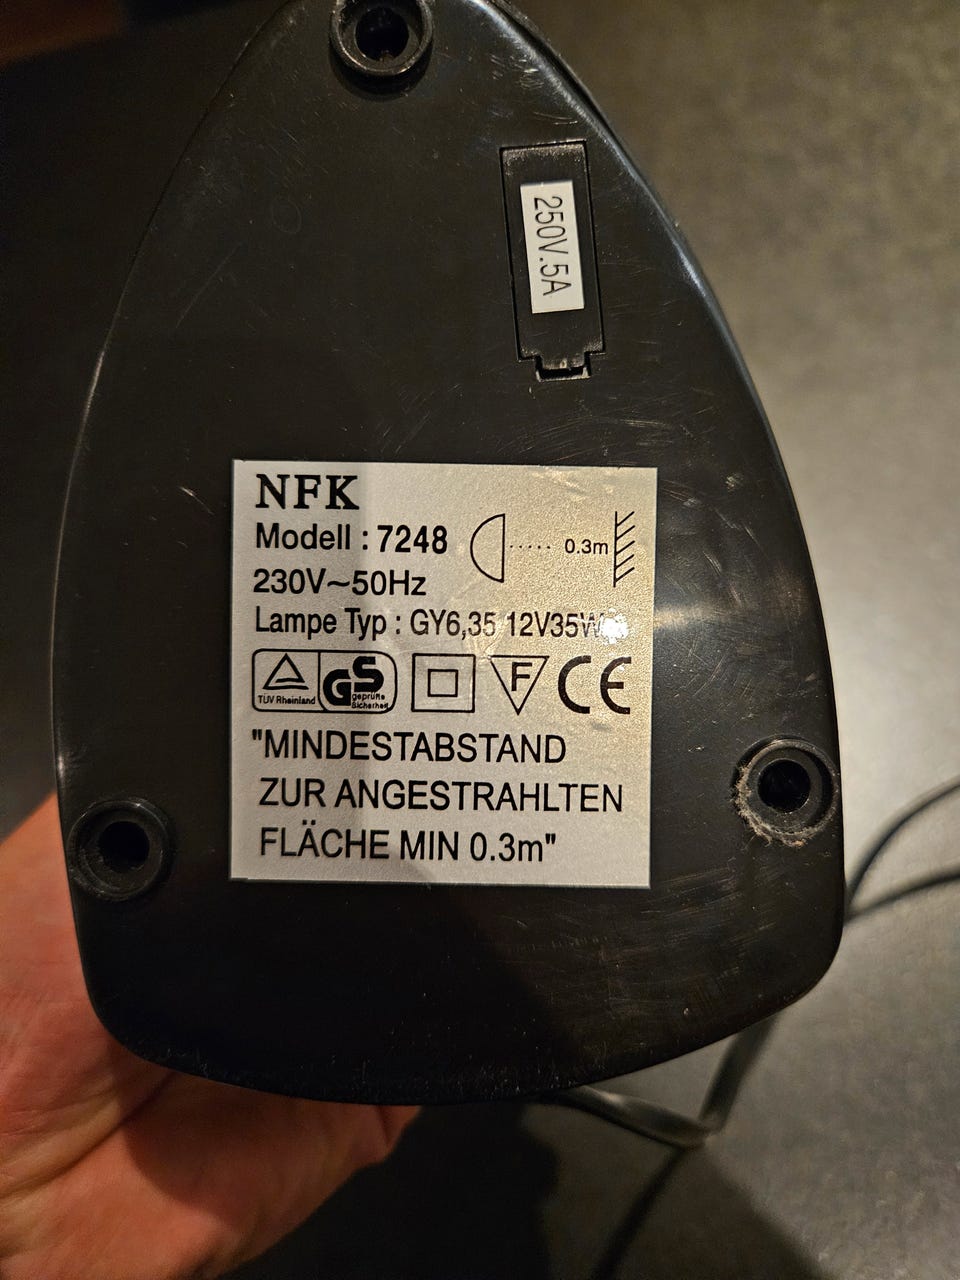 250V.5A
NFK
Modell : 7248
0.3m
230V~50Hz
Lampe Typ : GY6,35 12V35W
TÜV Rheinland
GS
geprüfte
Sicherheit
F
CE
"MINDESTABSTAND
ZUR ANGESTRAHLTEN
FLÄCHE MIN 0.3m"